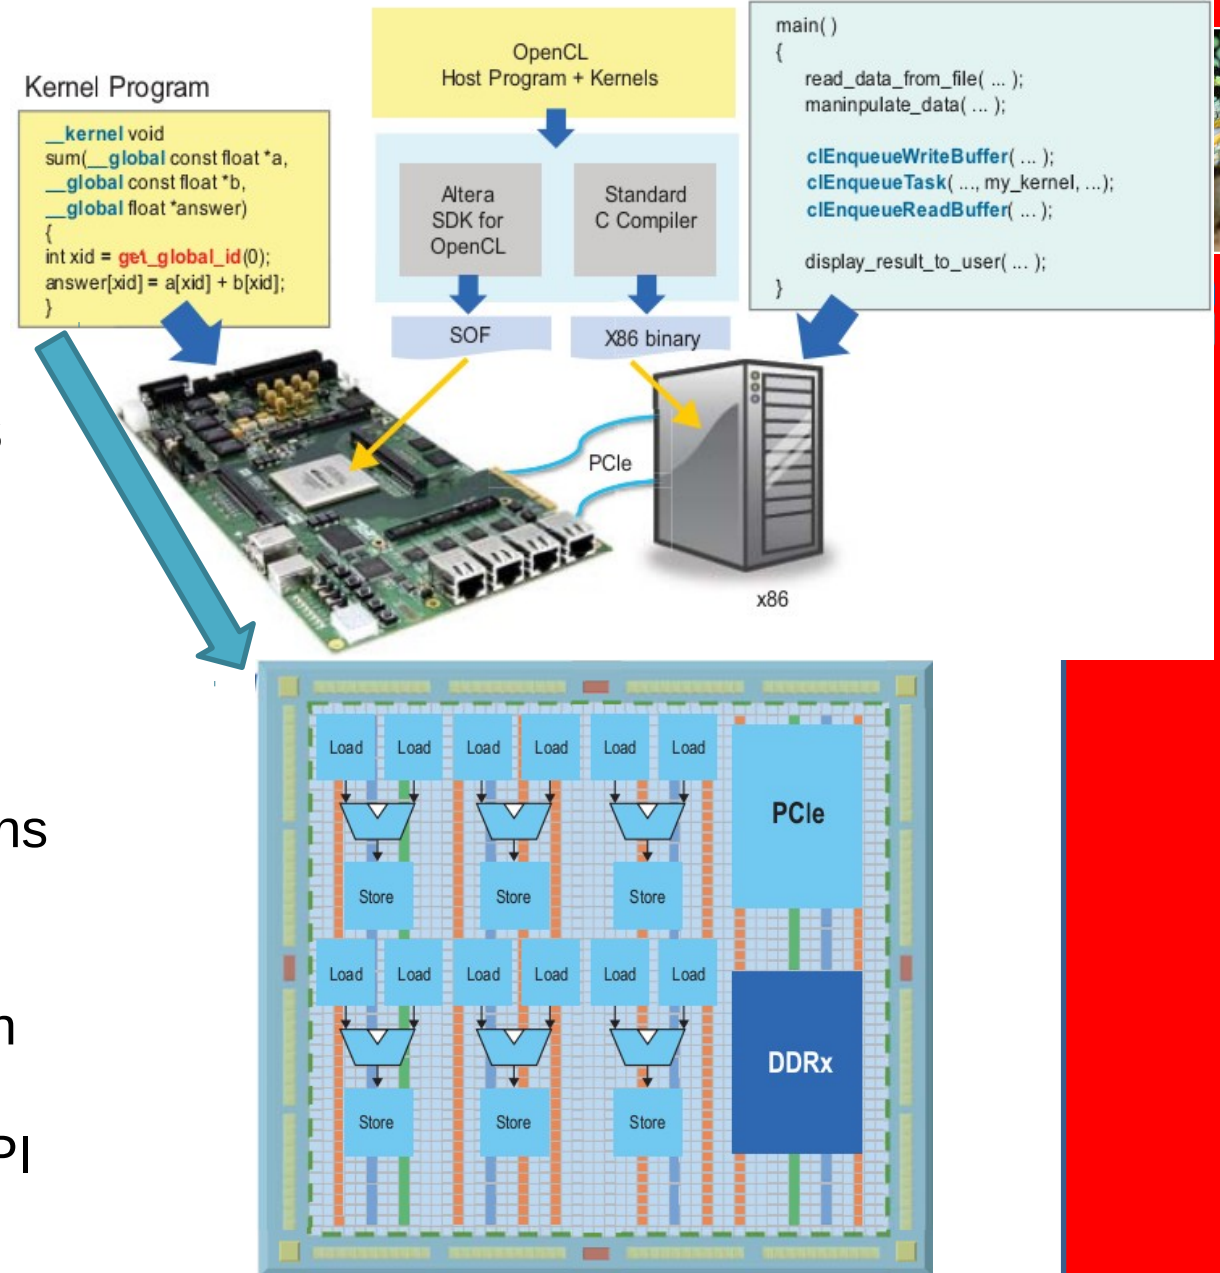 Kernel Program
__kernel void
sum(__global const float *a,
__global const float *b,
__global float *answer)
{
int xid = get_global_id(0);
answer[xid] = a[xid] + b[xid];
}
OpenCL
Host Program + Kernels
Altera
SDK for
OpenCL
Standard
C Compiler
SOF
X86 binary
main( )
{
read_data_from_file( ... );
maninpulate_data( ... );
clEnqueueWriteBuffer( ... );
clEnqueueTask( ..., my_kernel, ...);
clEnqueueReadBuffer( ... );
display_result_to_user( ... );
}
PCIe
x86
Load Load Load Load Load Load
PCIe
Store Store Store
Load Load Load Load Load Load
DDRx
Store Store Store